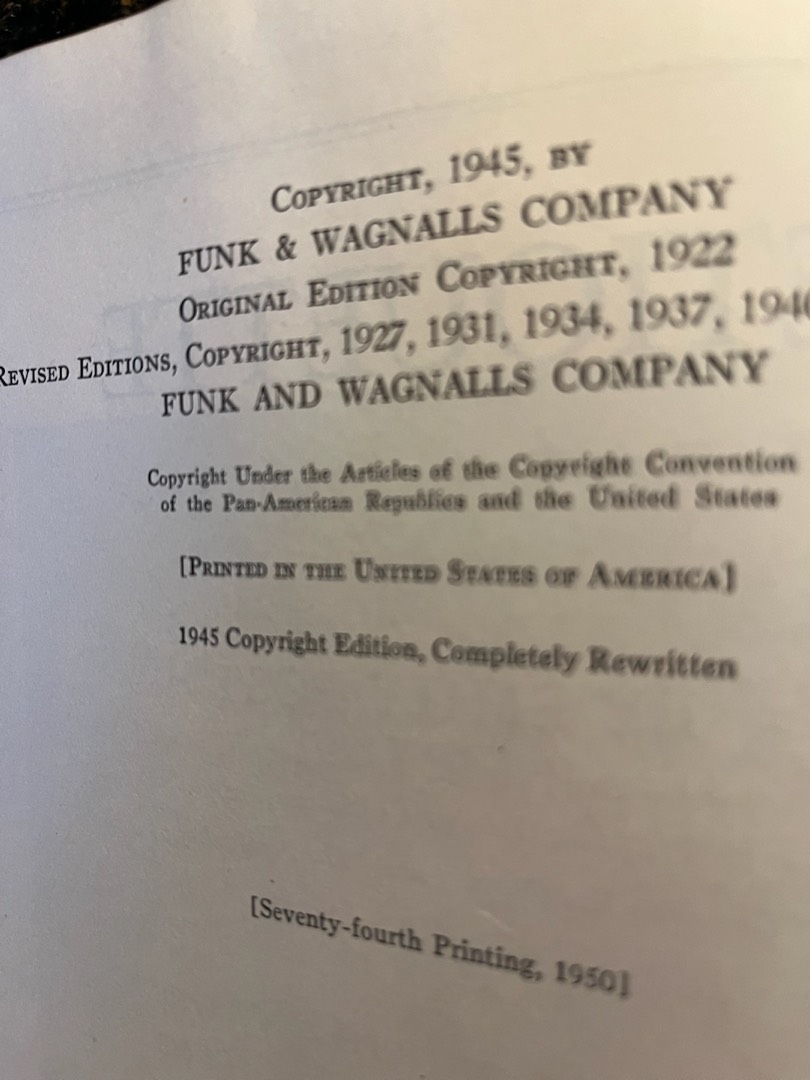 COPYRIGHT, 1945, BY
FUNK & WAGNALLS COMPANY
ORIGINAL EDITION COPYRIGHT, 1922
REVISED EDITIONS, COPYRIGHT, 1927, 1931, 1934, 1937,
FUNK AND WAGNALLS COMPANY
Copyright Under the Articles of the Copyright Convention
of the Pan-American Republics and the United States
[PRINTED IN THE UNITED STATES OF AMERICA]
1945 Copyright Edition, Completely Rewritten
[Seventy-fourth Printing, 1950]